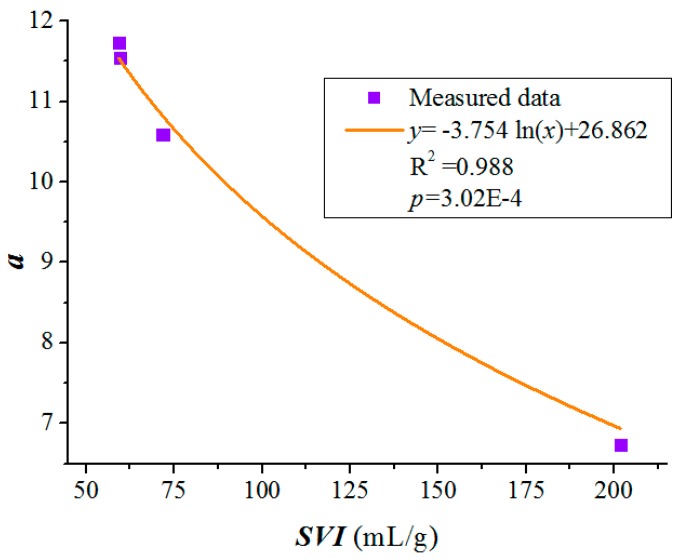 12
11
10
9
8
7
a
Measured data
y= -3.754 ln(x)+26.862
R² =0.988
p=3.02E-4
50 75 100 125 150 175 200
SVI (mL/g)